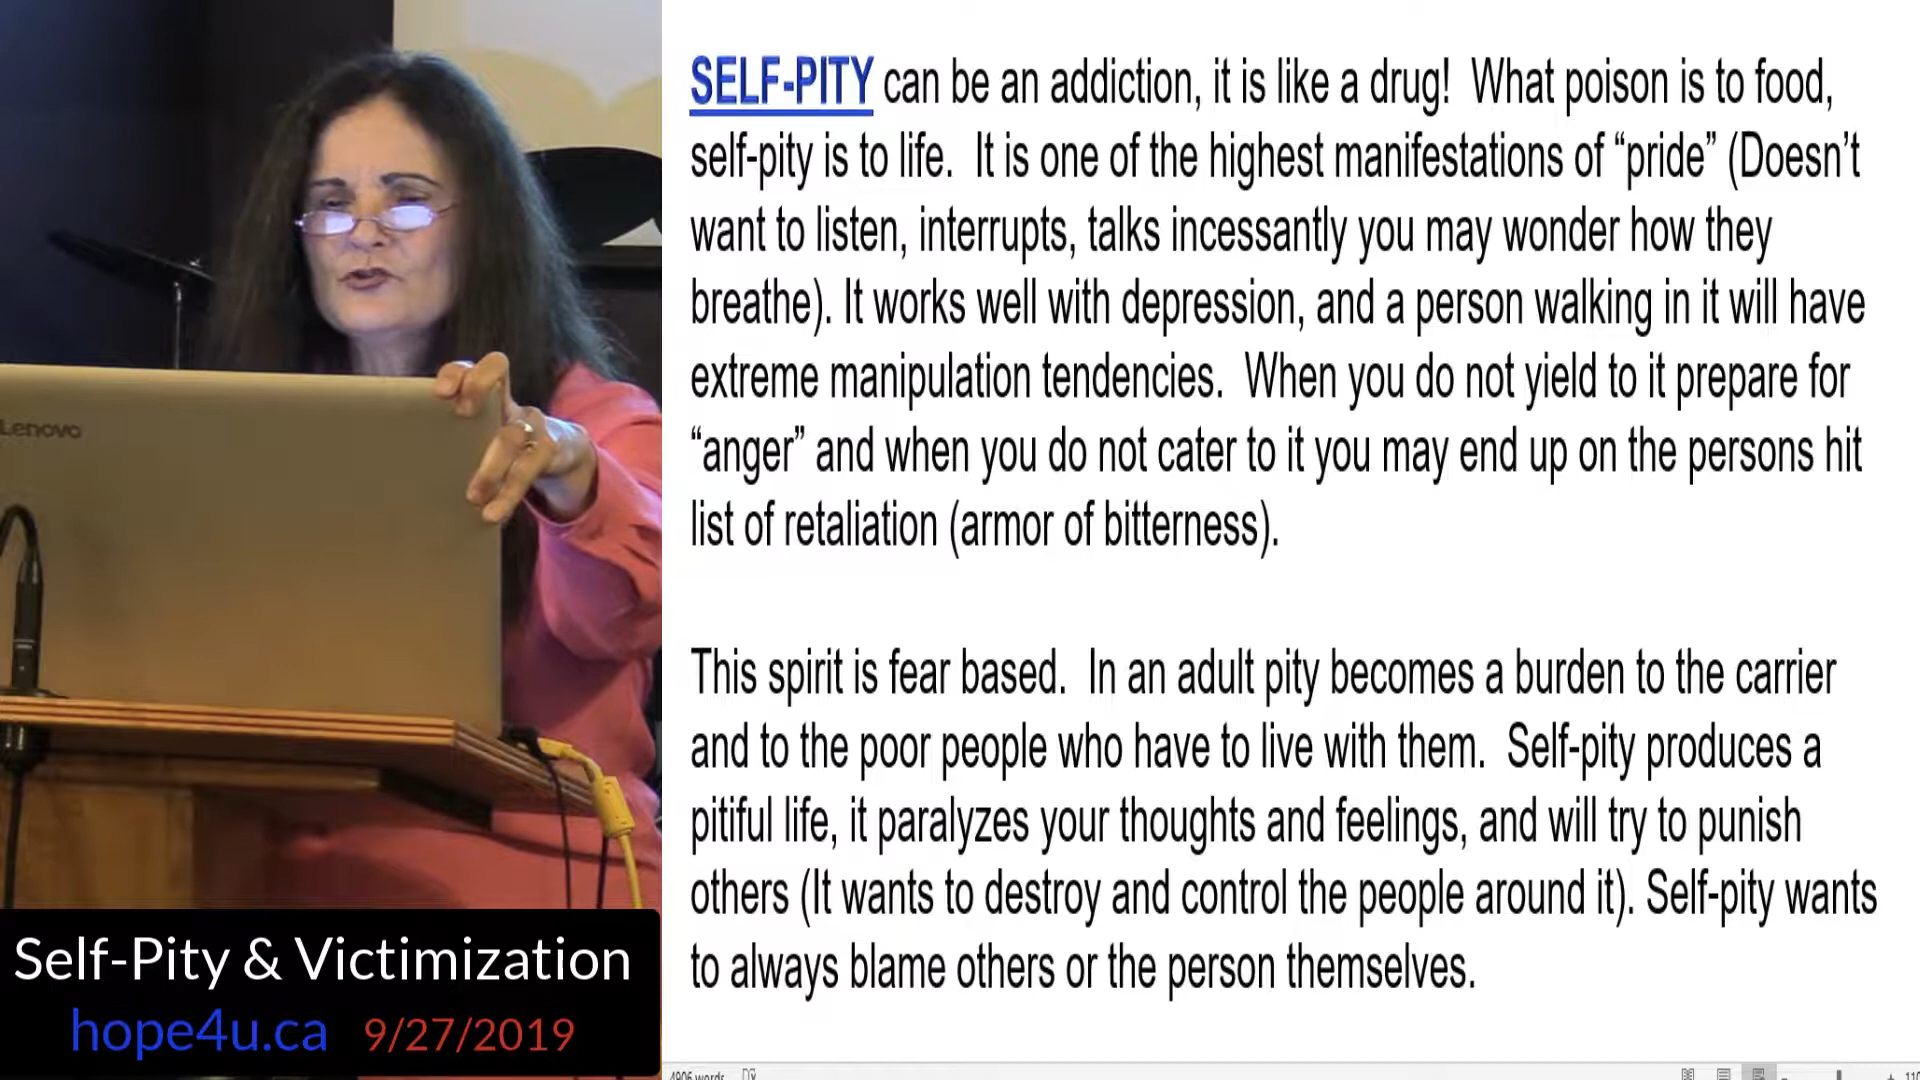 SELF-PITY can be an addiction, it is like a drug!  What poison is to food,
self-pity is to life.  It is one of the highest manifestations of “pride” (Doesn’t
want to listen, interrupts, talks incessantly you may wonder how they
breathe). It works well with depression, and a person walking in it will have
extreme manipulation tendencies.  When you do not yield to it prepare for
“anger” and when you do not cater to it you may end up on the persons hit
list of retaliation (armor of bitterness).
This spirit is fear based.  In an adult pity becomes a burden to the carrier
and to the poor people who have to live with them.  Self-pity produces a
pitiful life, it paralyzes your thoughts and feelings, and will try to punish
others (It wants to destroy and control the people around it). Self-pity wants
to always blame others or the person themselves.
Lenovo
Self-Pity & Victimization
hope4u.ca 9/27/2019
4906 words